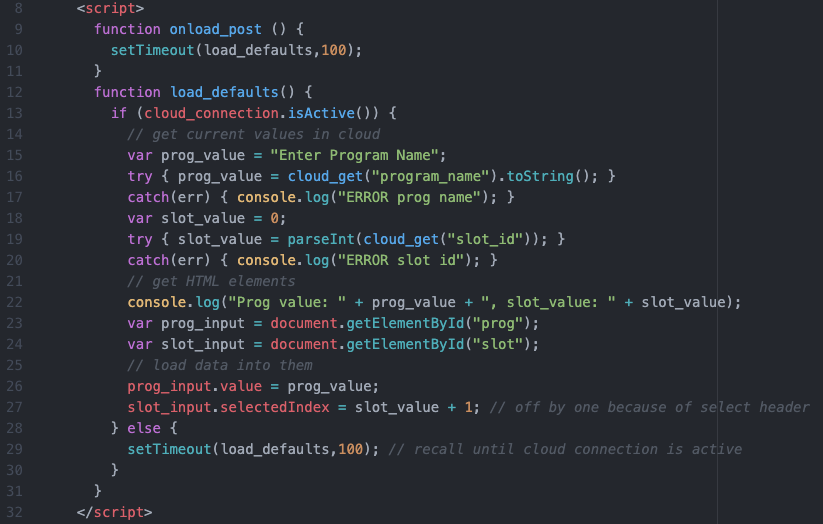 8 <script>
9 function onload_post () {
10 setTimeout(load_defaults,100);
11 }
12 function load_defaults() {
13 if (cloud_connection.isActive()) {
14 // get current values in cloud
15 var prog_value = "Enter Program Name";
16 try { prog_value = cloud_get("program_name").toString(); }
17 catch(err) { console.log("ERROR prog name"); }
18 var slot_value = 0;
19 try { slot_value = parseInt(cloud_get("slot_id")); }
20 catch(err) { console.log("ERROR slot id"); }
21 // get HTML elements
22 console.log("Prog value: " + prog_value + ", slot_value: " + slot_value);
23 var prog_input = document.getElementById("prog");
24 var slot_input = document.getElementById("slot");
25 // load data into them
26 prog_input.value = prog_value;
27 slot_input.selectedIndex = slot_value + 1; // off by one because of select header
28 } else {
29 setTimeout(load_defaults,100); // recall until cloud connection is active
30 }
31 }
32 </script>